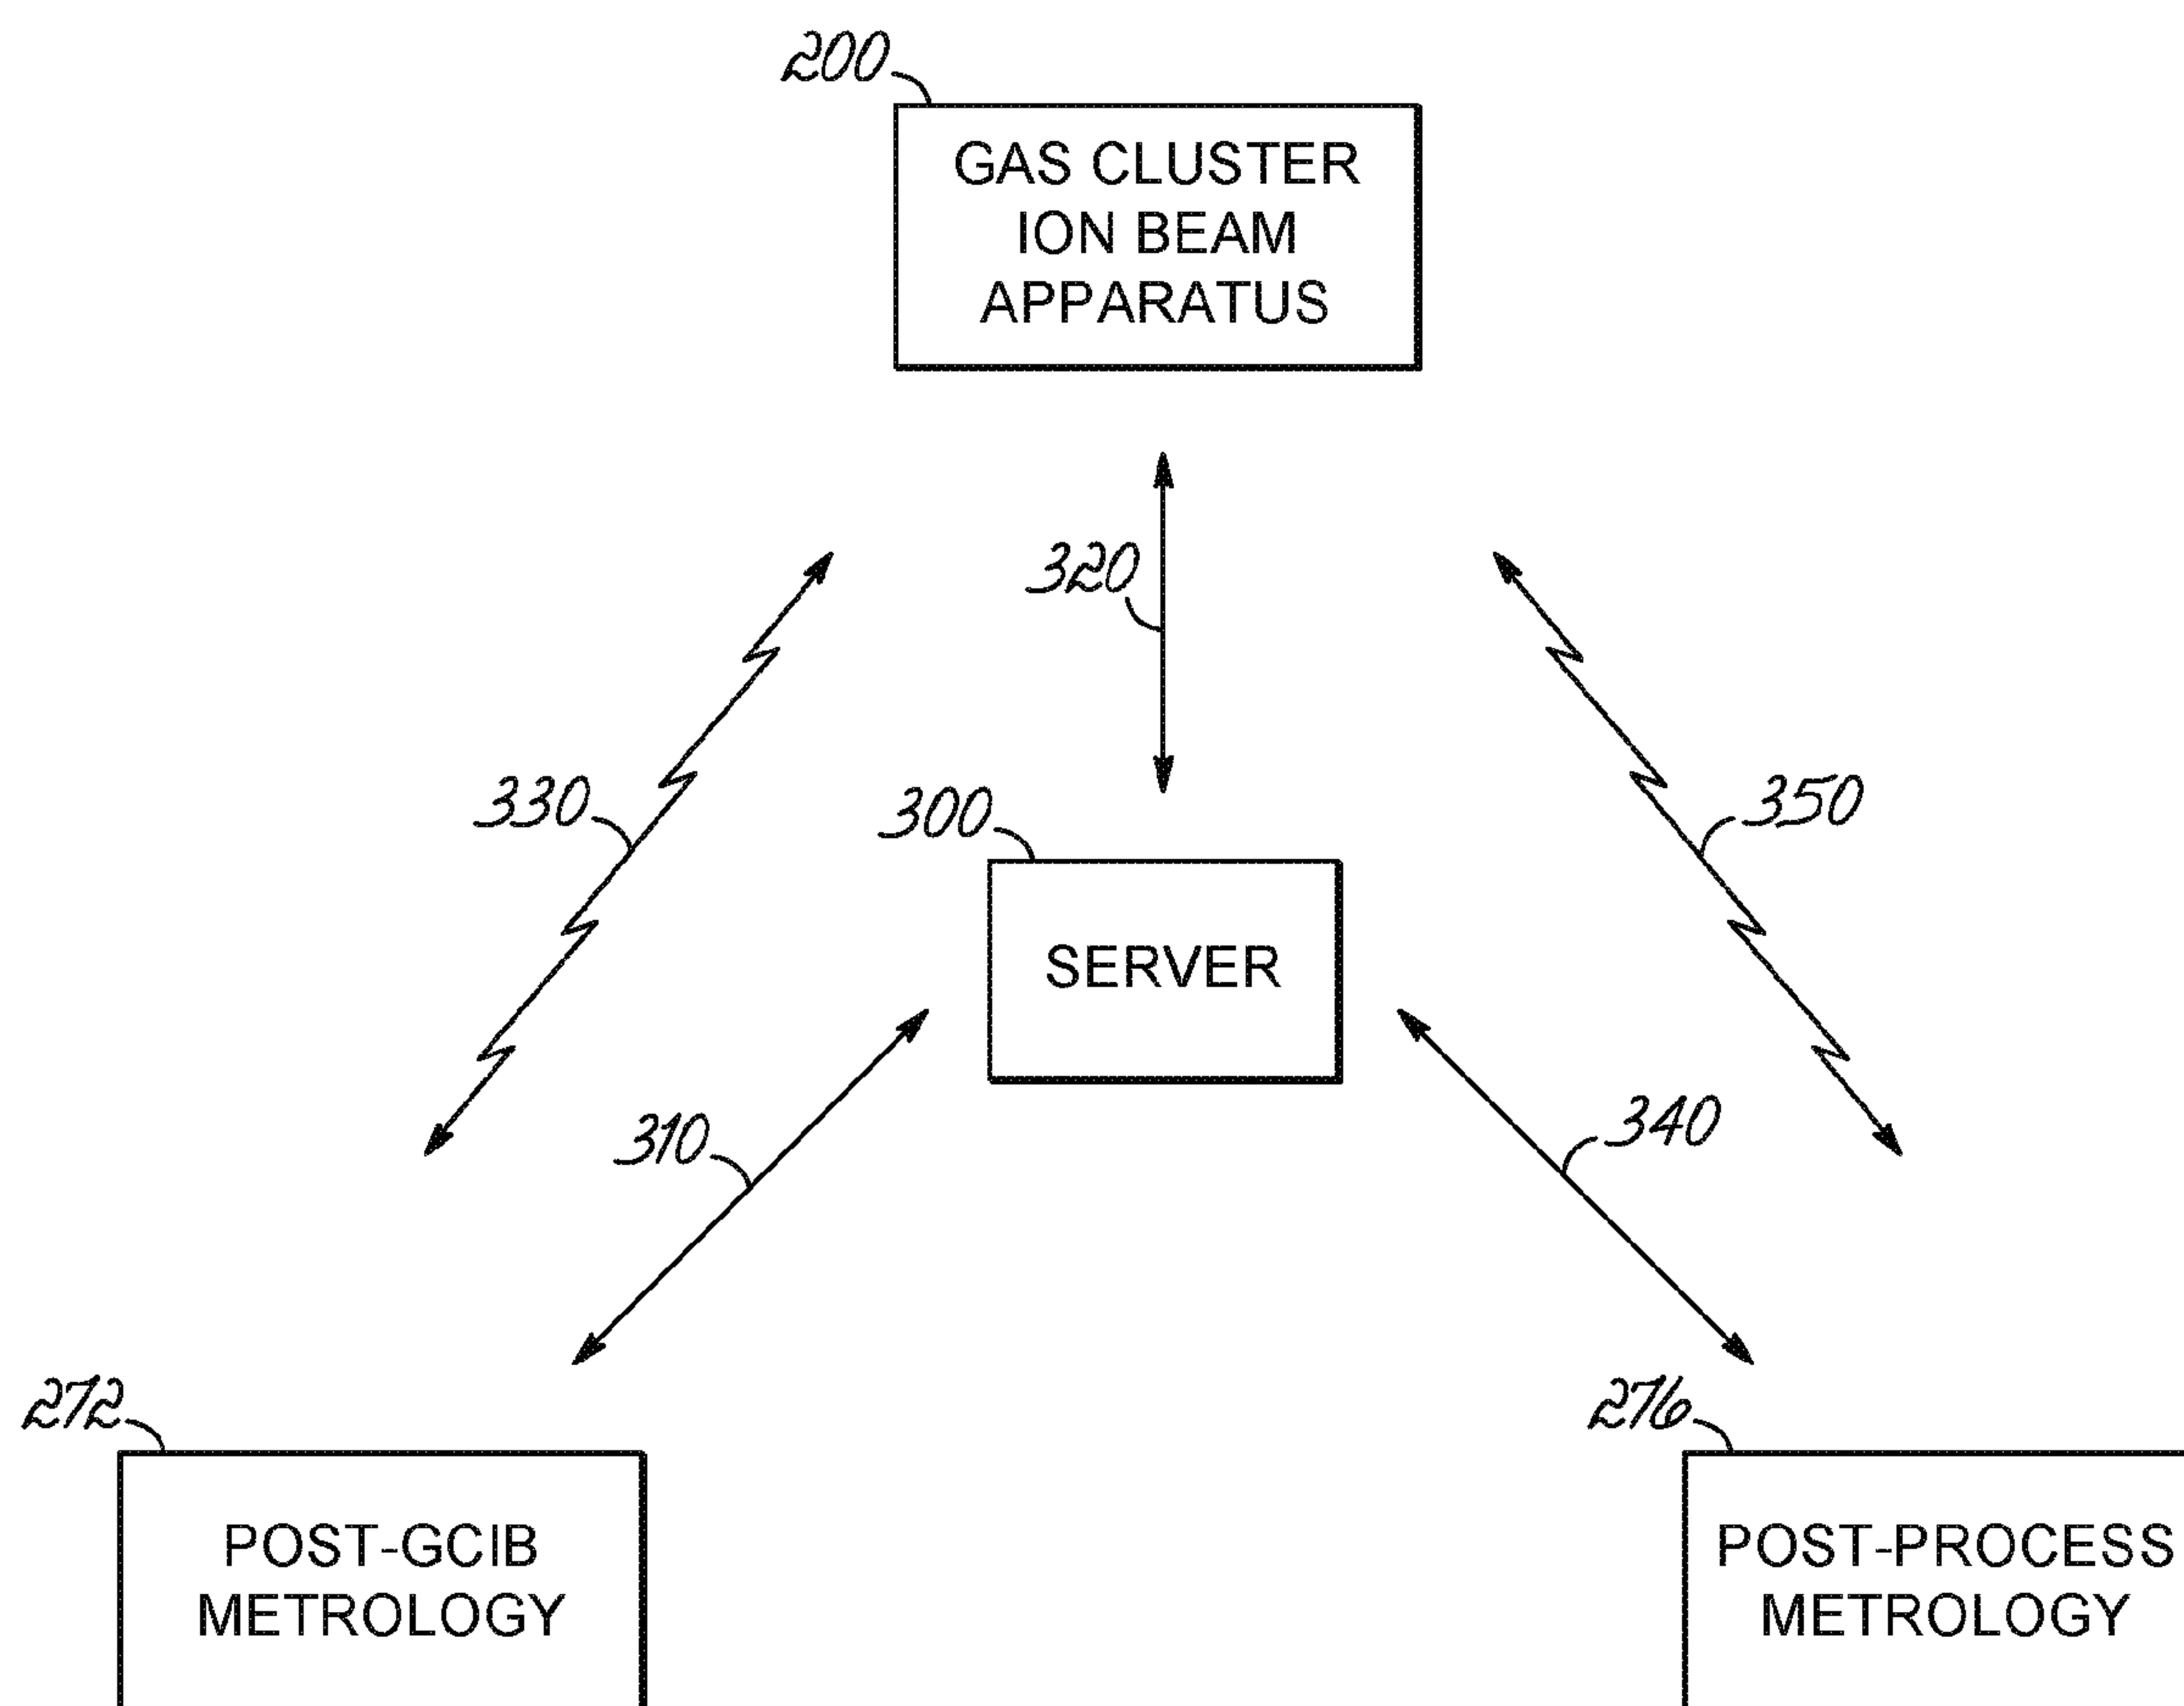 200
GAS CLUSTER
ION BEAM
APPARATUS
320
330
300
350
SERVER
310
340
272
276
POST-GCIB
METROLOGY
POST-PROCESS
METROLOGY